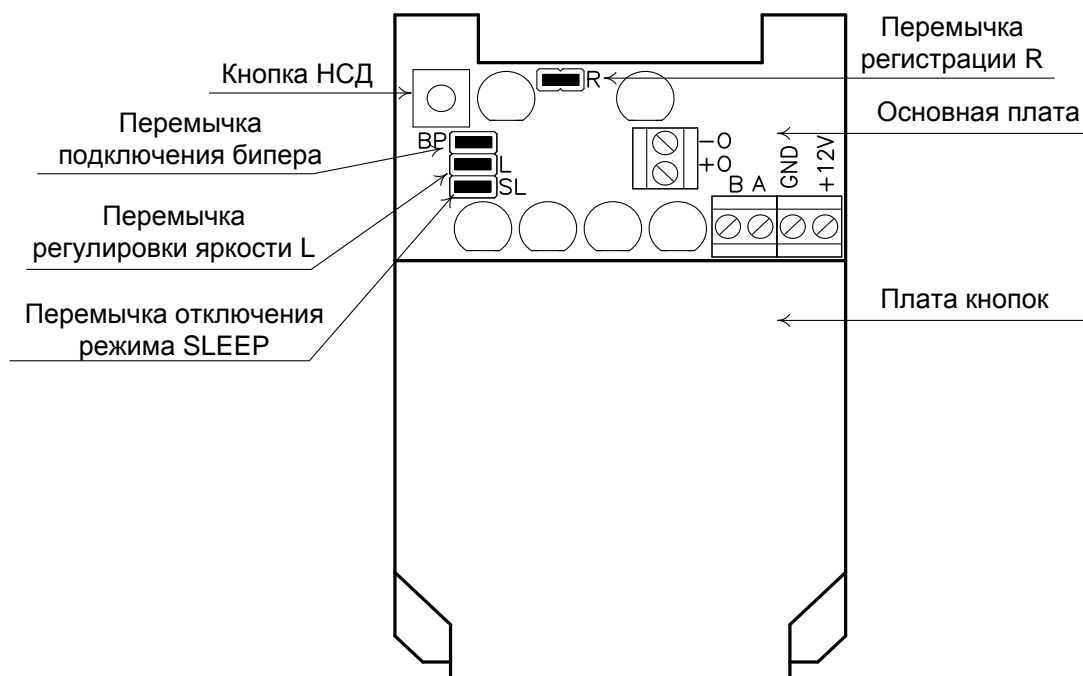 Перемычка
регистрации R
Кнопка НСД
R
Основная плата
Перемычка
подключения бипера
BP
L
SL
-O
+O
B A
GND
+12V
Перемычка
регулировки яркости L
Плата кнопок
Перемычка отключения
режима SLEEP